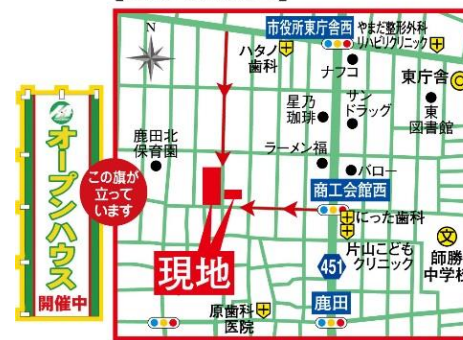 N
市役所東庁舎西
やまだ整形外科
リハビリクリニック
ハタノ
歯科
ナフコ
東庁舎
星乃
珈琲
サン
ドラッグ
東
図書館
鹿田北
保育園
ラーメン福
バロー
この旗が
立って
います
オープンハウス
開催中
商工会館西
にった歯科
現地
451
片山こども
クリニック
文
師勝
中学校
原歯科
医院
鹿田